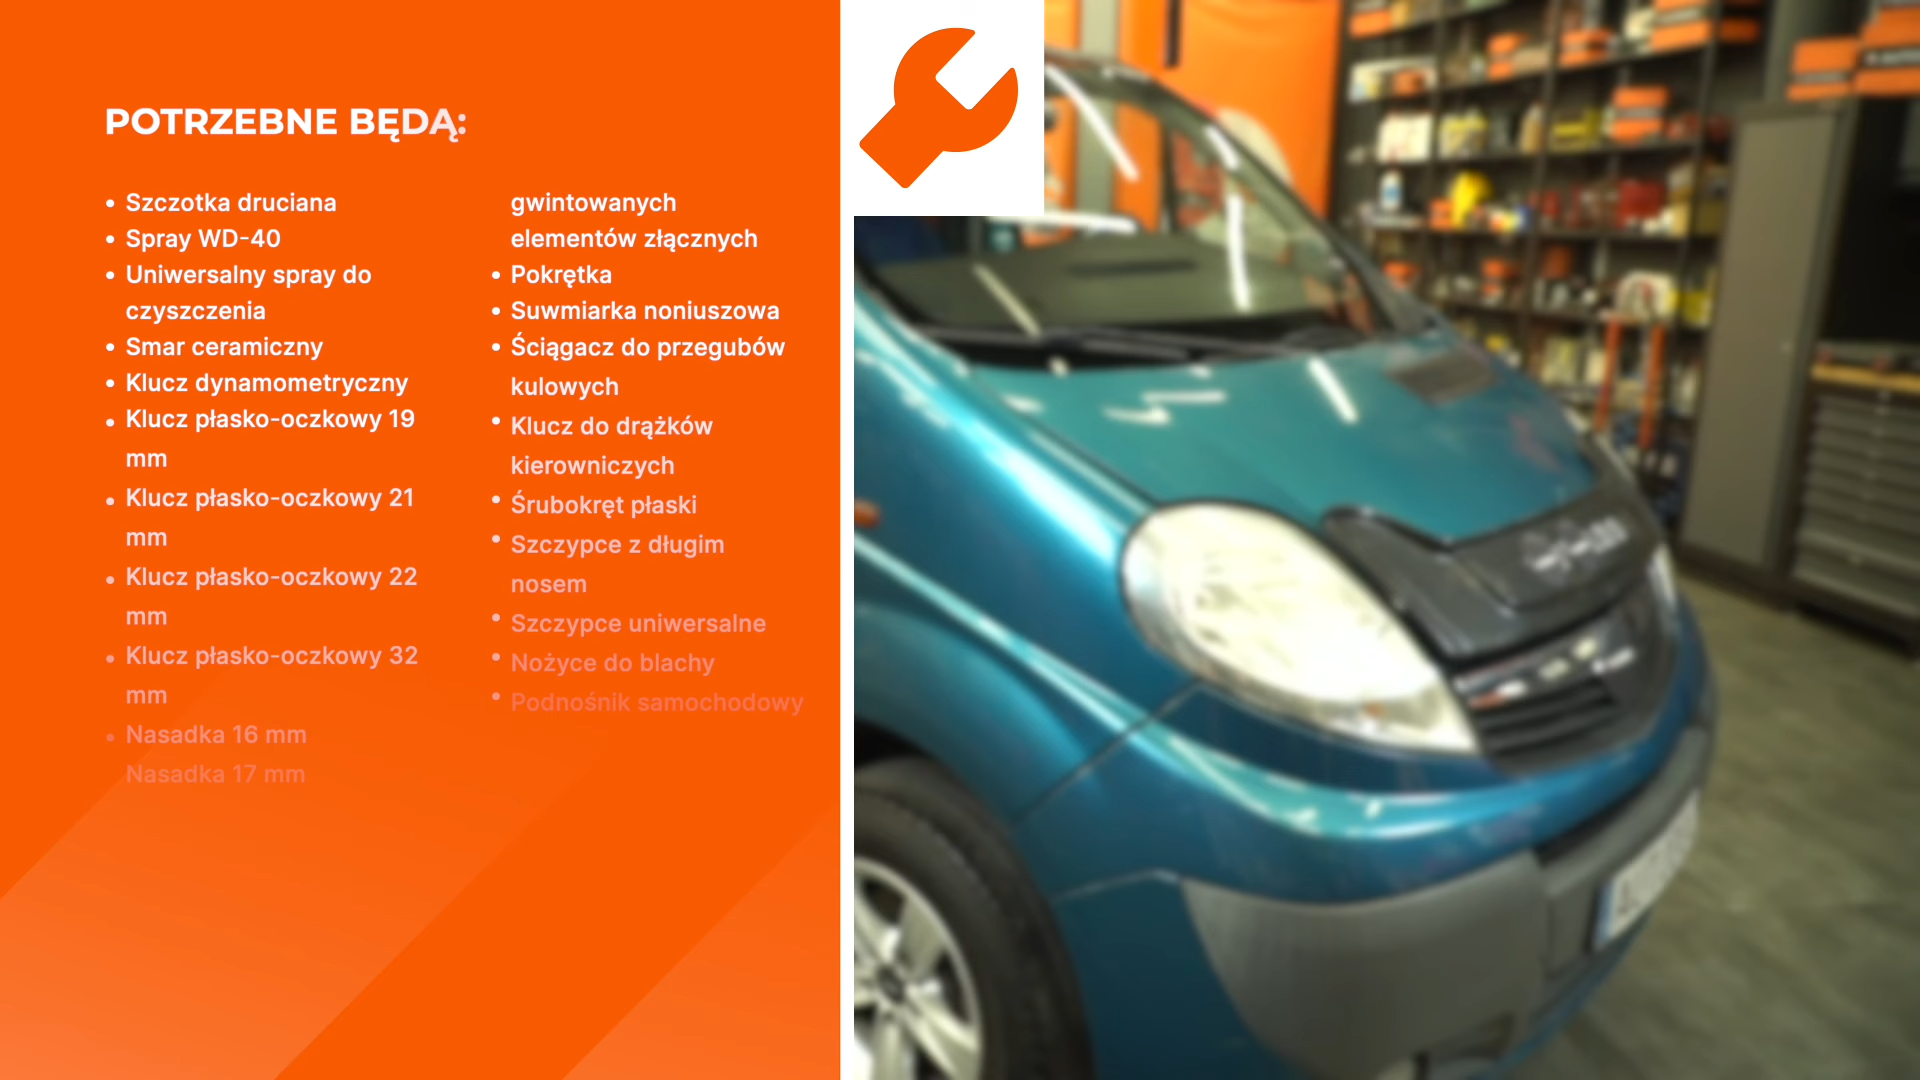 POTRZEBNE BĘDĄ:
• Szczotka druciana
• Spray WD-40
• Uniwersalny spray do
czyszczenia
• Smar ceramiczny
• Klucz dynamometryczny
• Klucz płasko-oczkowy 19
mm
• Klucz płasko-oczkowy 21
mm
• Klucz płasko-oczkowy 22
mm
• Klucz płasko-oczkowy 32
mm
• Nasadka 16 mm
Nasadka 17 mm
gwintowanych
elementów złącznych
• Pokrętka
• Suwmiarka noniuszowa
• Ściągacz do przegubów
kulowych
• Klucz do drążków
kierowniczych
• Śrubokręt płaski
• Szczypce z długim
nosem
• Szczypce uniwersalne
• Nożyce do blachy
• Podnośnik samochodowy